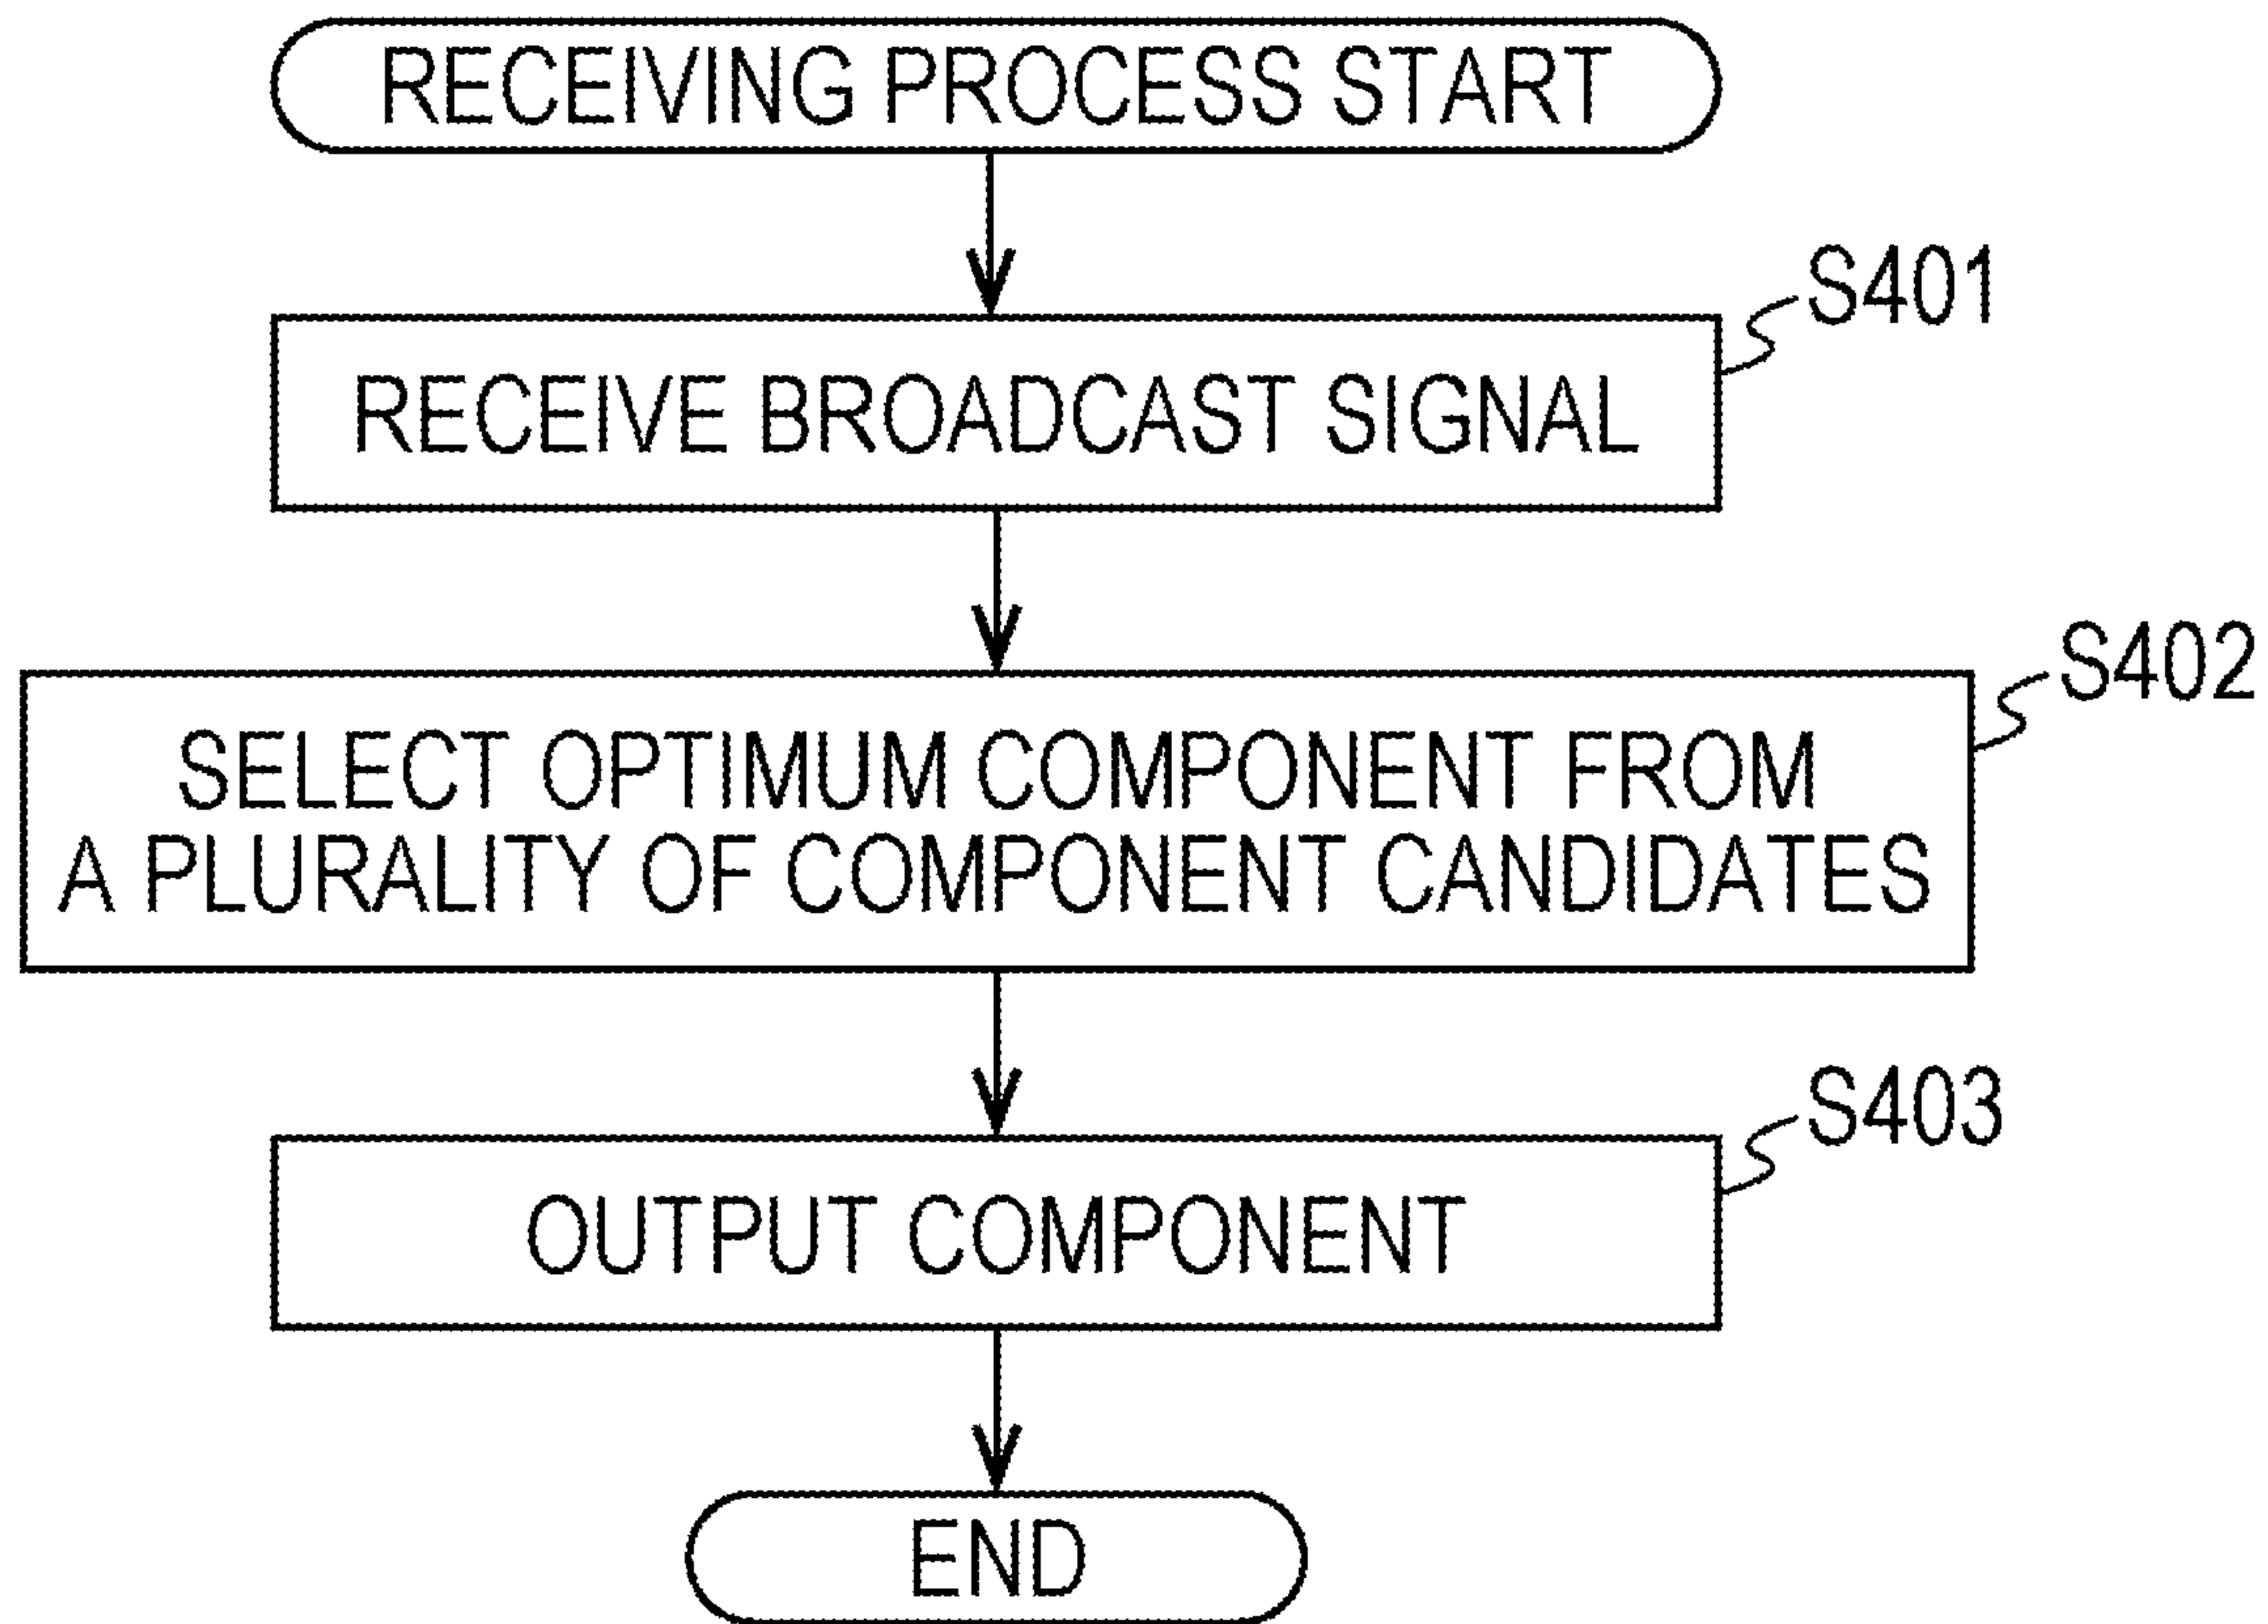 RECEIVING PROCESS START
S401
RECEIVE BROADCAST SIGNAL
S402
SELECT OPTIMUM COMPONENT FROM
A PLURALITY OF COMPONENT CANDIDATES
S403
OUTPUT COMPONENT
END